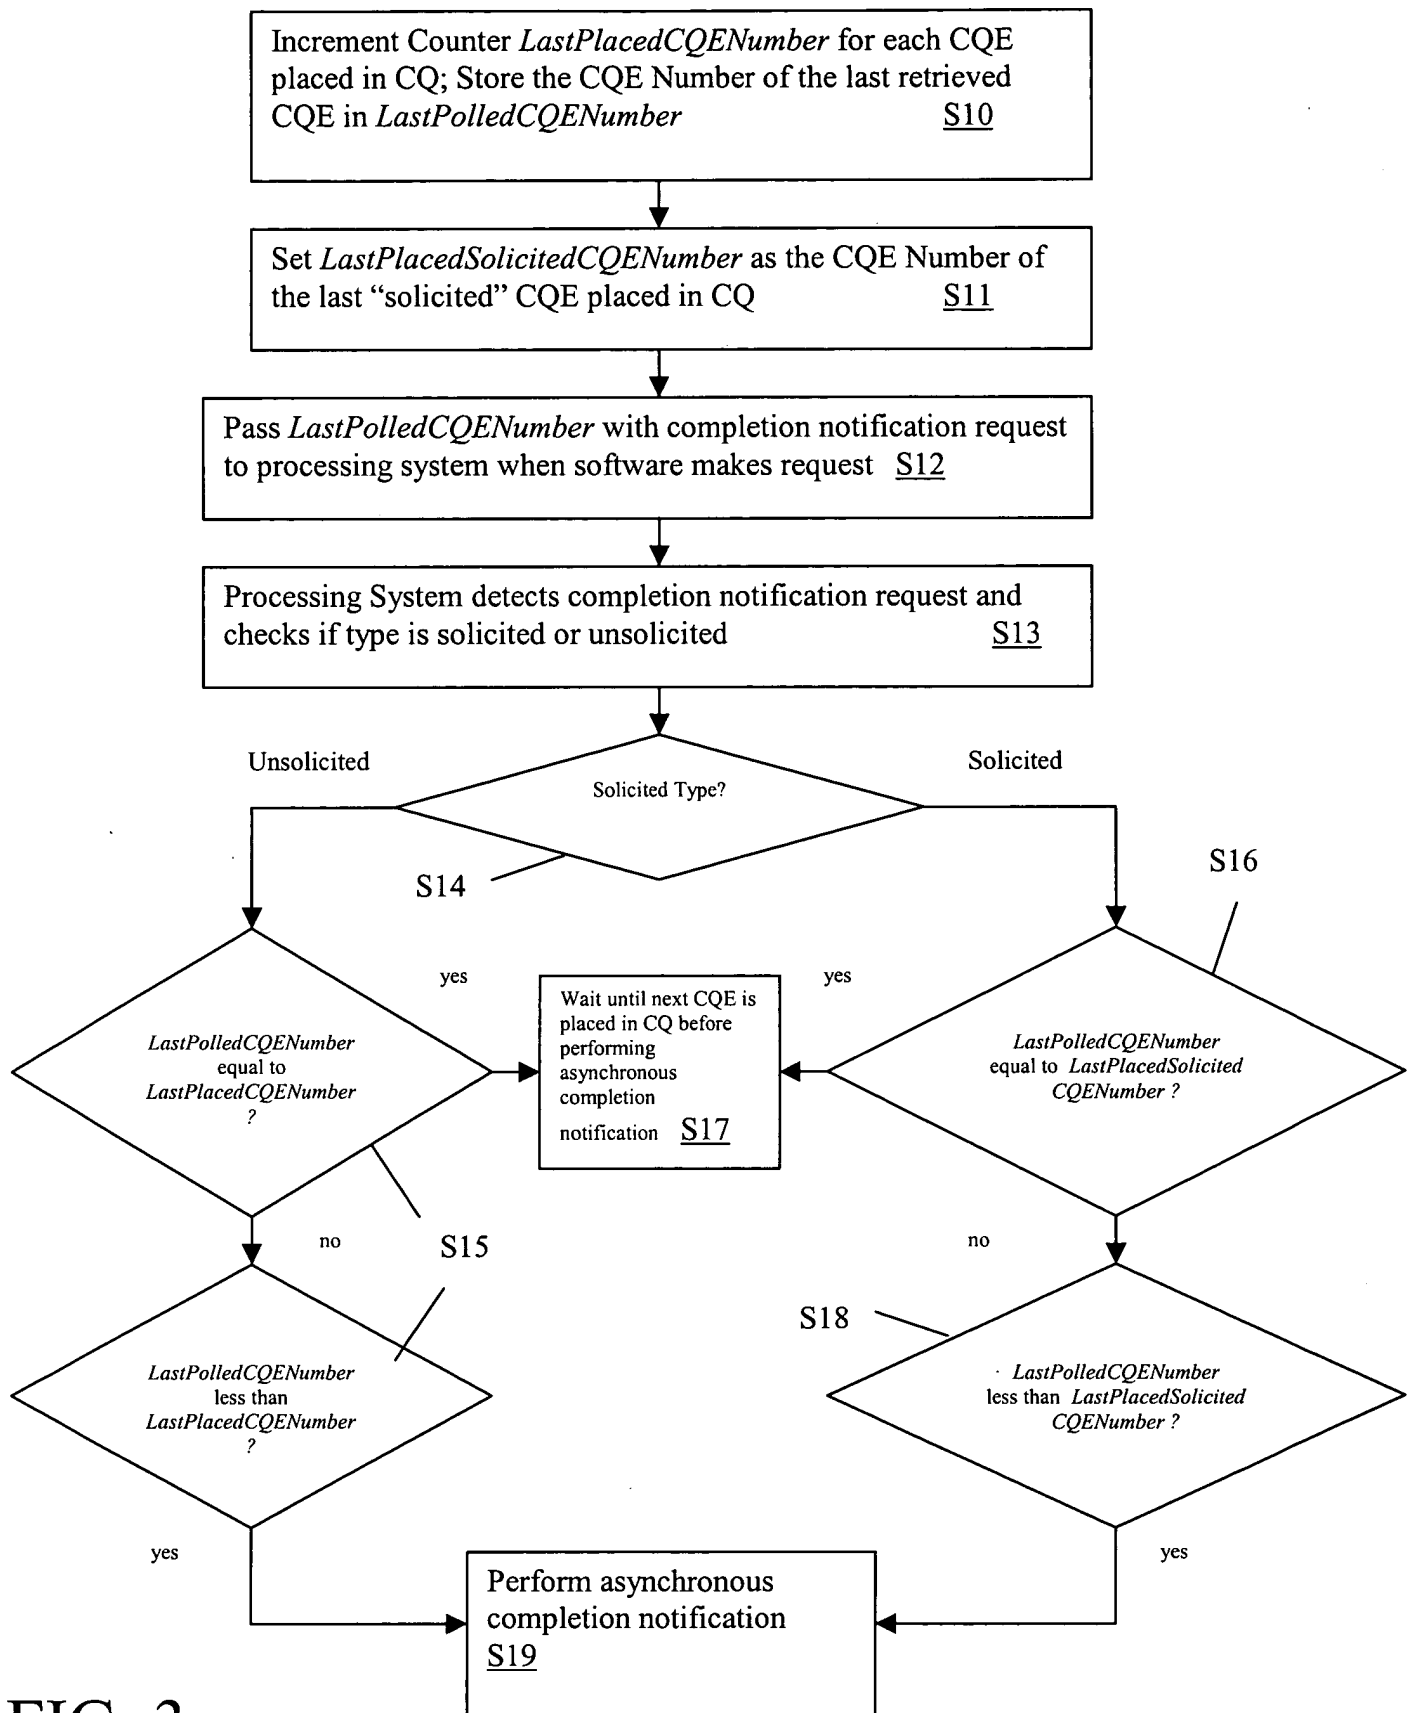 Increment Counter LastPlacedCQENumber for each CQE
placed in CQ; Store the CQE Number of the last retrieved
CQE in LastPolledCQENumber S10
Set LastPlacedSolicitedCQENumber as the CQE Number of
the last “solicited” CQE placed in CQ S11
Pass LastPolledCQENumber with completion notification request
to processing system when software makes request S12
Processing System detects completion notification request and
checks if type is solicited or unsolicited S13
Unsolicited
Solicited
Solicited Type?
S14
S16
yes
yes
LastPolledCQENumber
equal to
LastPlacedCQENumber
?
Wait until next CQE is
placed in CQ before
performing
asynchronous
completion
notification S17
LastPolledCQENumber
equal to LastPlacedSolicited
CQENumber ?
no
S15
no
S18
LastPolledCQENumber
less than
LastPlacedCQENumber
?
LastPolledCQENumber
less than LastPlacedSolicited
CQENumber ?
yes
yes
Perform asynchronous
completion notification
S19